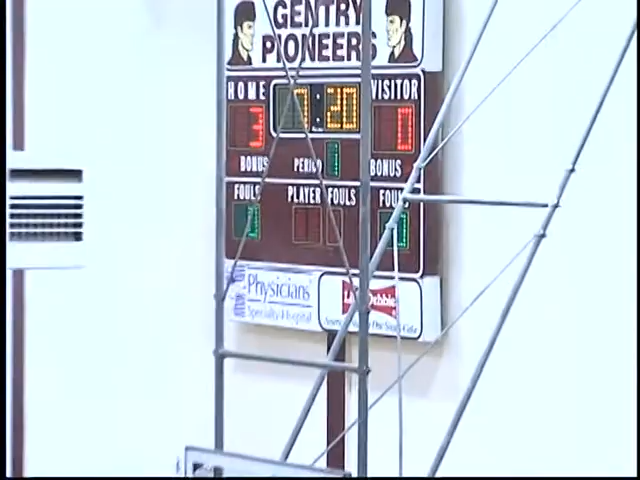 GENTRY
PIONEERS
HOME 7:20 VISITOR
3 0
BONUS PERIOD 1 BONUS
FOULS PLAYER FOULS FOULS
Physicians'
Specialty Hospital
Little Debbie